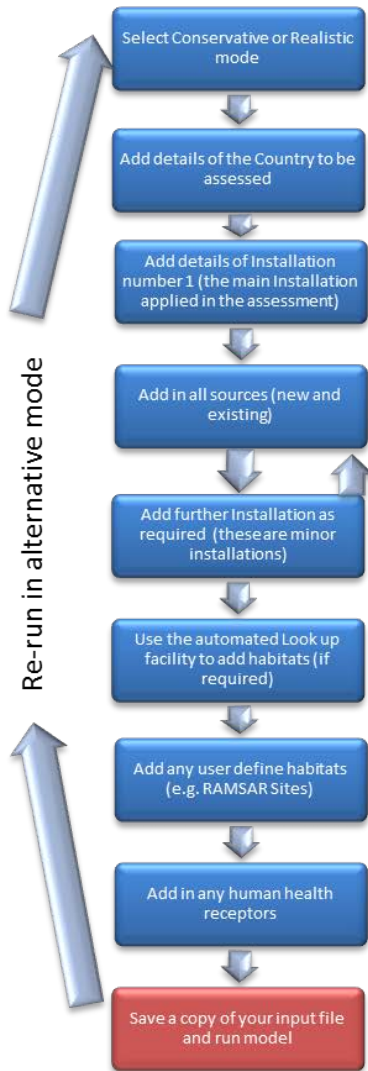 Select Conservative or Realistic
mode
Add details of the Country to be
assessed
Add details of Installation
number 1 (the main Installation
applied in the assessment)
Add in all sources (new and
existing)
Add further Installation as
required (these are minor
installations)
Use the automated Look up
facility to add habitats (if
required)
Add any user define habitats
(e.g. RAMSAR Sites)
Add in any human health
receptors
Save a copy of your input file
and run model
Re-run in alternative mode